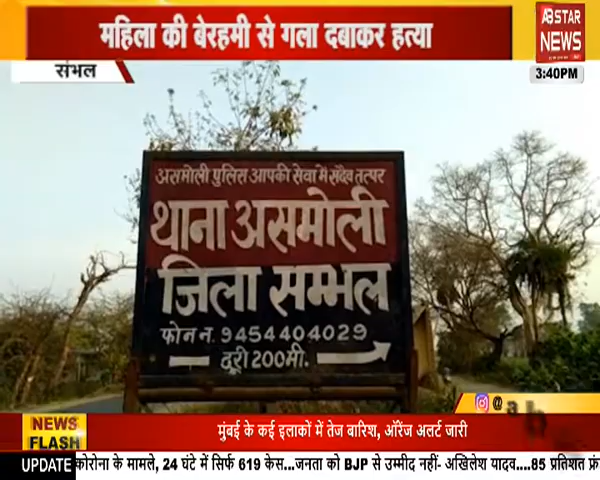 महिला की बेरहमी से गला दबाकर हत्या
AB STAR
NEWS
संभल
3:40PM
असमोली पुलिस आपकी सेवा में सदैव तत्पर
थाना असमोली
जिला सम्भल
फोन न. 9454404029
दूरी 200मी.
@ a b
NEWS
FLASH
मुंबई के कई इलाकों में तेज बारिश, ऑरेंज अलर्ट जारी
UPDATE कोरोना के मामले, 24 घंटे में सिर्फ 619 केस...जनता को BJP से उम्मीद नहीं- अखिलेश यादव....85 प्रतिशत फ्रं